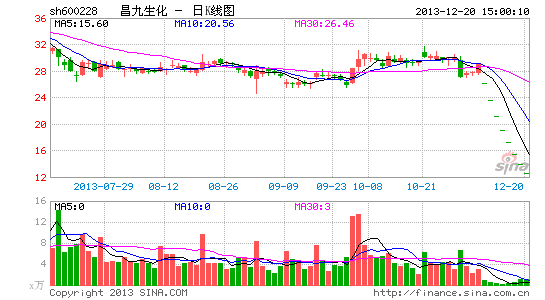 sh600228 昌九生化 - 日K线图 2013-12-20 15:00:10
36 MA5:15.60 MA10:20.56 MA30:26.46
32
28
24
20
16
sina
12
2013-07-29 08-12 08-26 09-09 09-23 10-08 10-21 12-20
16 MA5:0 MA10:0 MA30:3
12
8
4
x万
Copyright 2013 SINA.COM http://finance.sina.com.cn